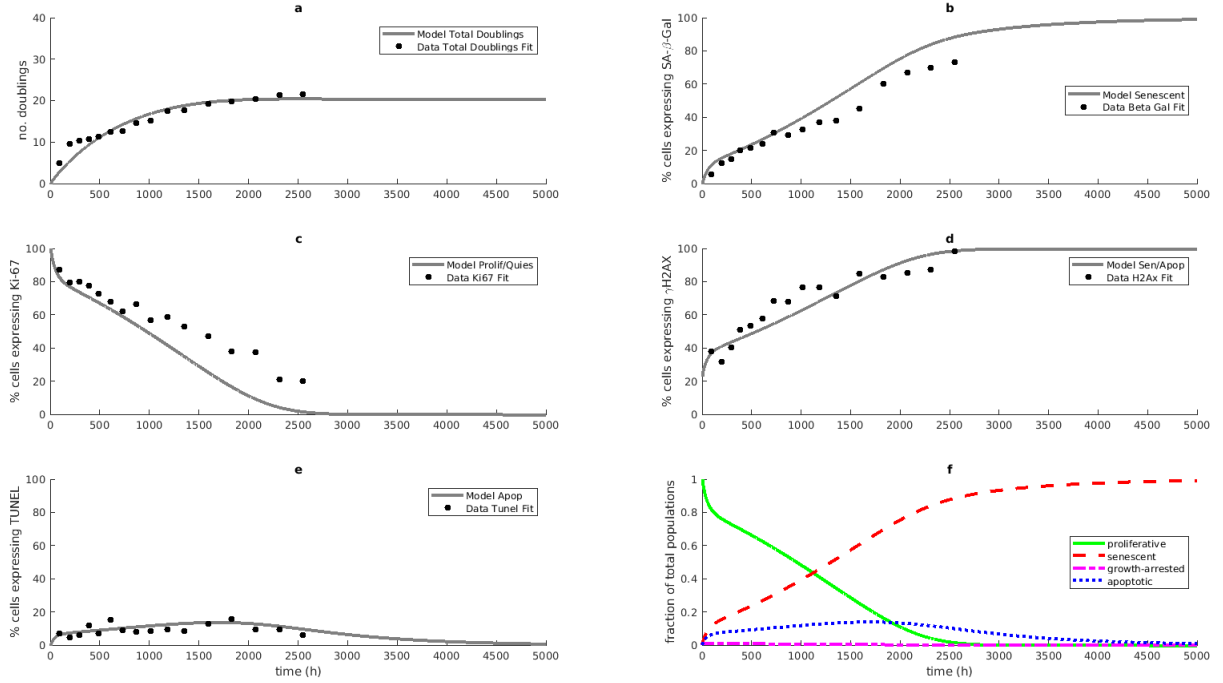 a
no. doublings
40
30
20
10
0
Model Total Doublings
Data Total Doublings Fit
0 500 1000 1500 2000 2500 3000 3500 4000 4500 5000
b
% cells expressing SA-β-Gal
100
80
60
40
20
0
Model Senescent
Data Beta Gal Fit
0 500 1000 1500 2000 2500 3000 3500 4000 4500 5000
c
% cells expressing Ki-67
100
80
60
40
20
0
Model Prolif/Quies
Data Ki67 Fit
0 500 1000 1500 2000 2500 3000 3500 4000 4500 5000
d
% cells expressing γH2AX
100
80
60
40
20
0
Model Sen/Apop
Data H2Ax Fit
0 500 1000 1500 2000 2500 3000 3500 4000 4500 5000
e
% cells expressing TUNEL
100
80
60
40
20
0
Model Apop
Data Tunel Fit
0 500 1000 1500 2000 2500 3000 3500 4000 4500 5000
time (h)
f
fraction of total populations
1
0.8
0.6
0.4
0.2
0
proliferative
senescent
growth-arrested
apoptotic
0 500 1000 1500 2000 2500 3000 3500 4000 4500 5000
time (h)